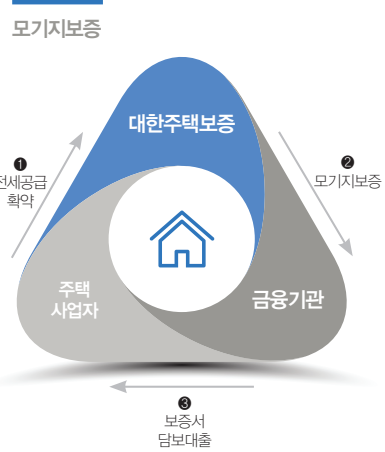 모기지보증
대한주택보증
❶
전세공급
확약
❷
모기지보증
주택
사업자
금융기관
❸
보증서
담보대출